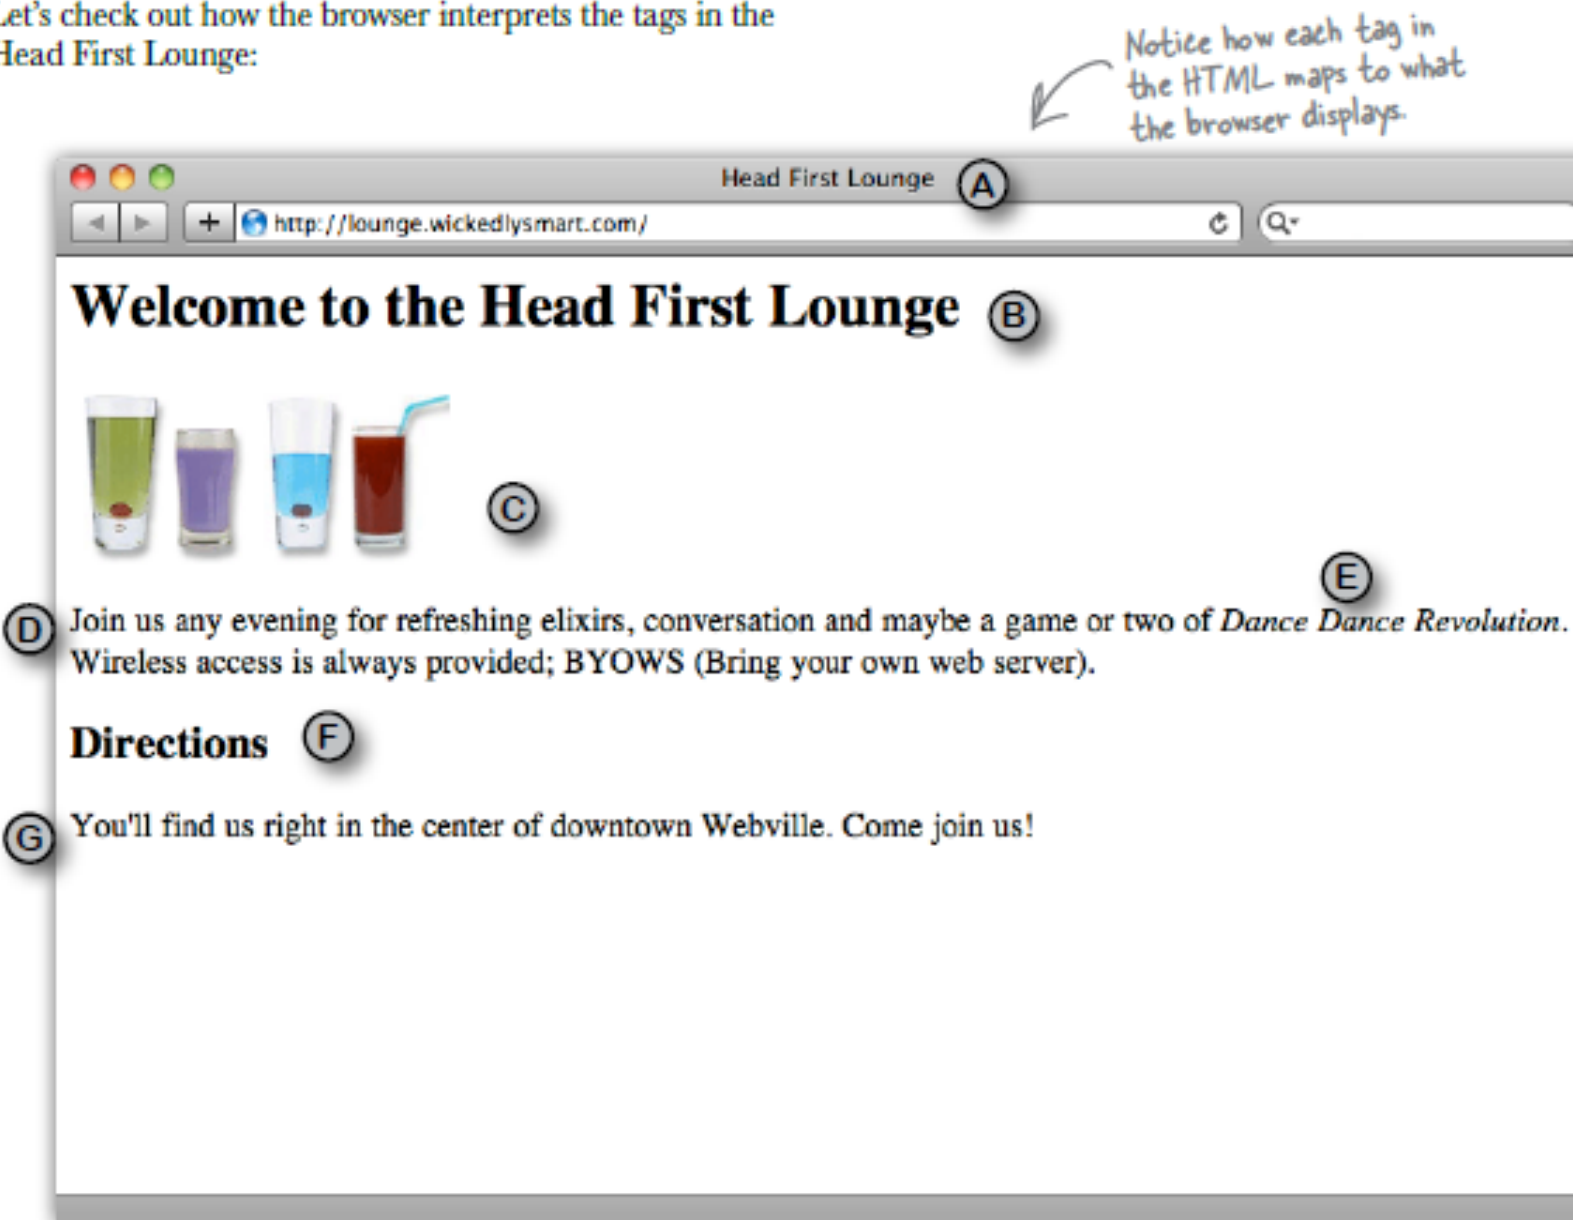 Let's check out how the browser interprets the tags in the
Head First Lounge:
Notice how each tag in
the HTML maps to what
the browser displays.
Head First Lounge A
http://lounge.wickedlysmart.com/
Welcome to the Head First Lounge B
C
E
D Join us any evening for refreshing elixirs, conversation and maybe a game or two of Dance Dance Revolution.
Wireless access is always provided; BYOWS (Bring your own web server).
Directions F
G You'll find us right in the center of downtown Webville. Come join us!